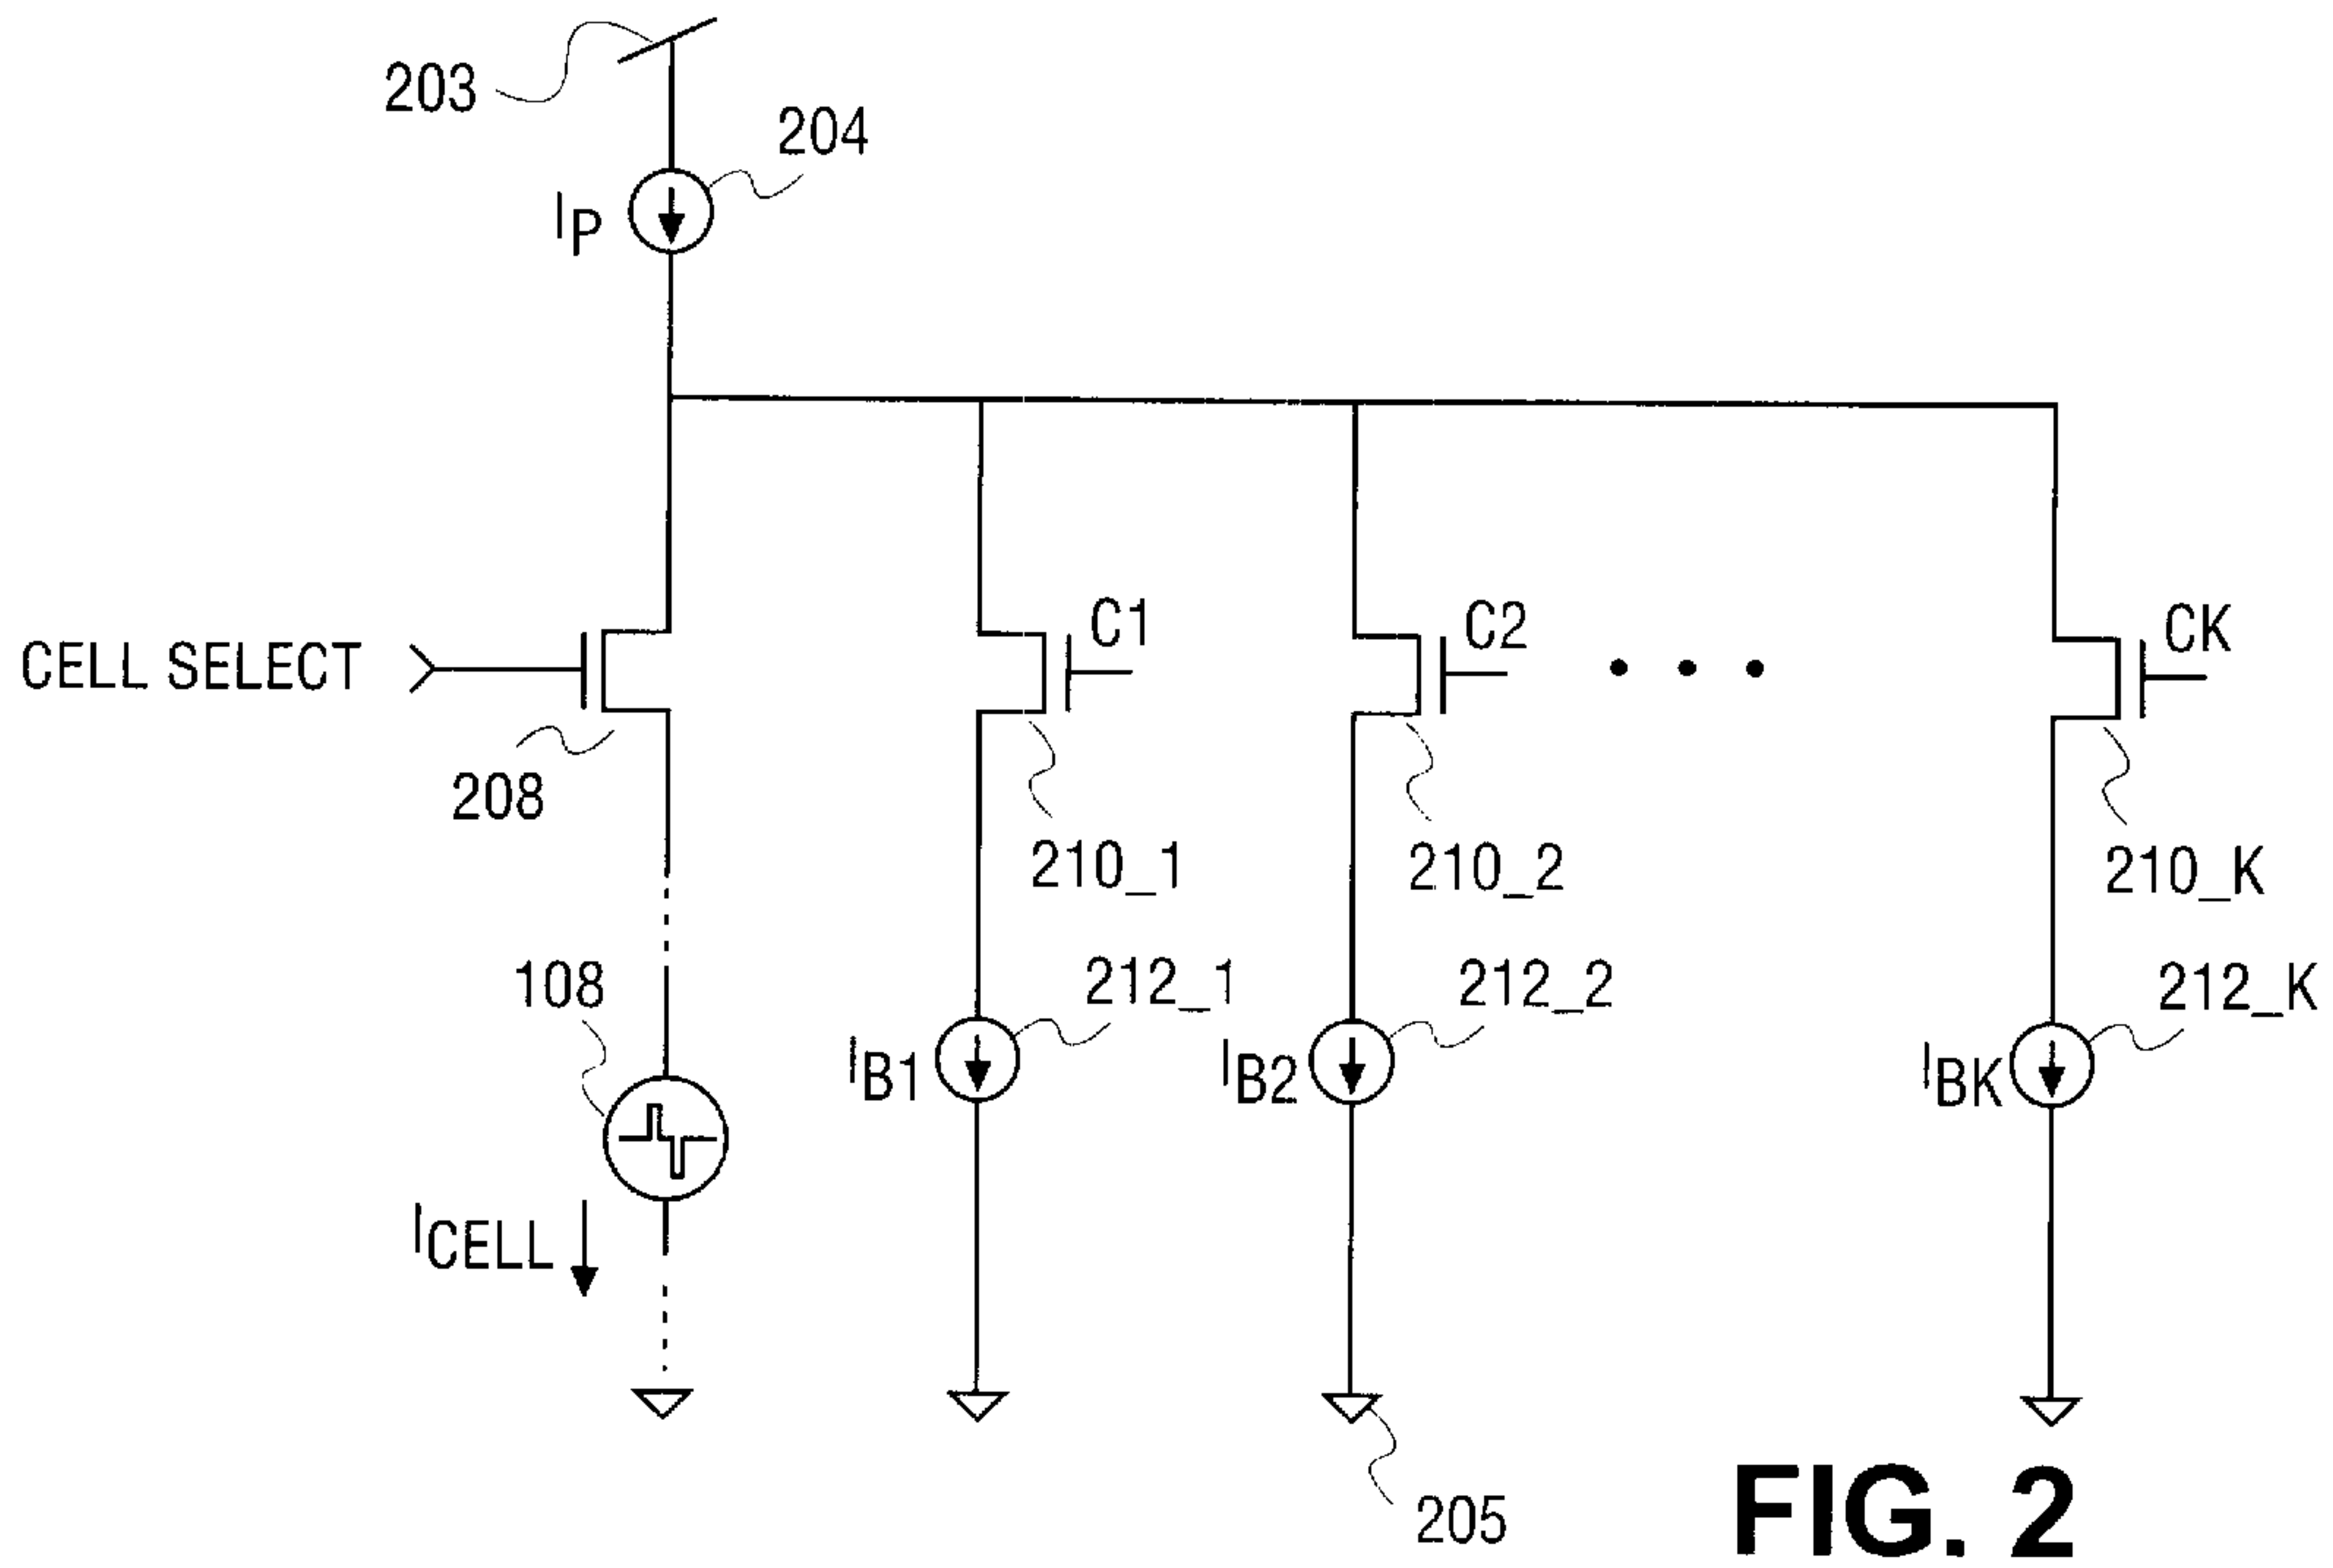 203
204
IP
CELL SELECT
C1
C2
CK
208
210_1
210_2
210_K
108
212_1
212_2
212_K
IB1
IB2
IBK
ICELL
205
FIG. 2